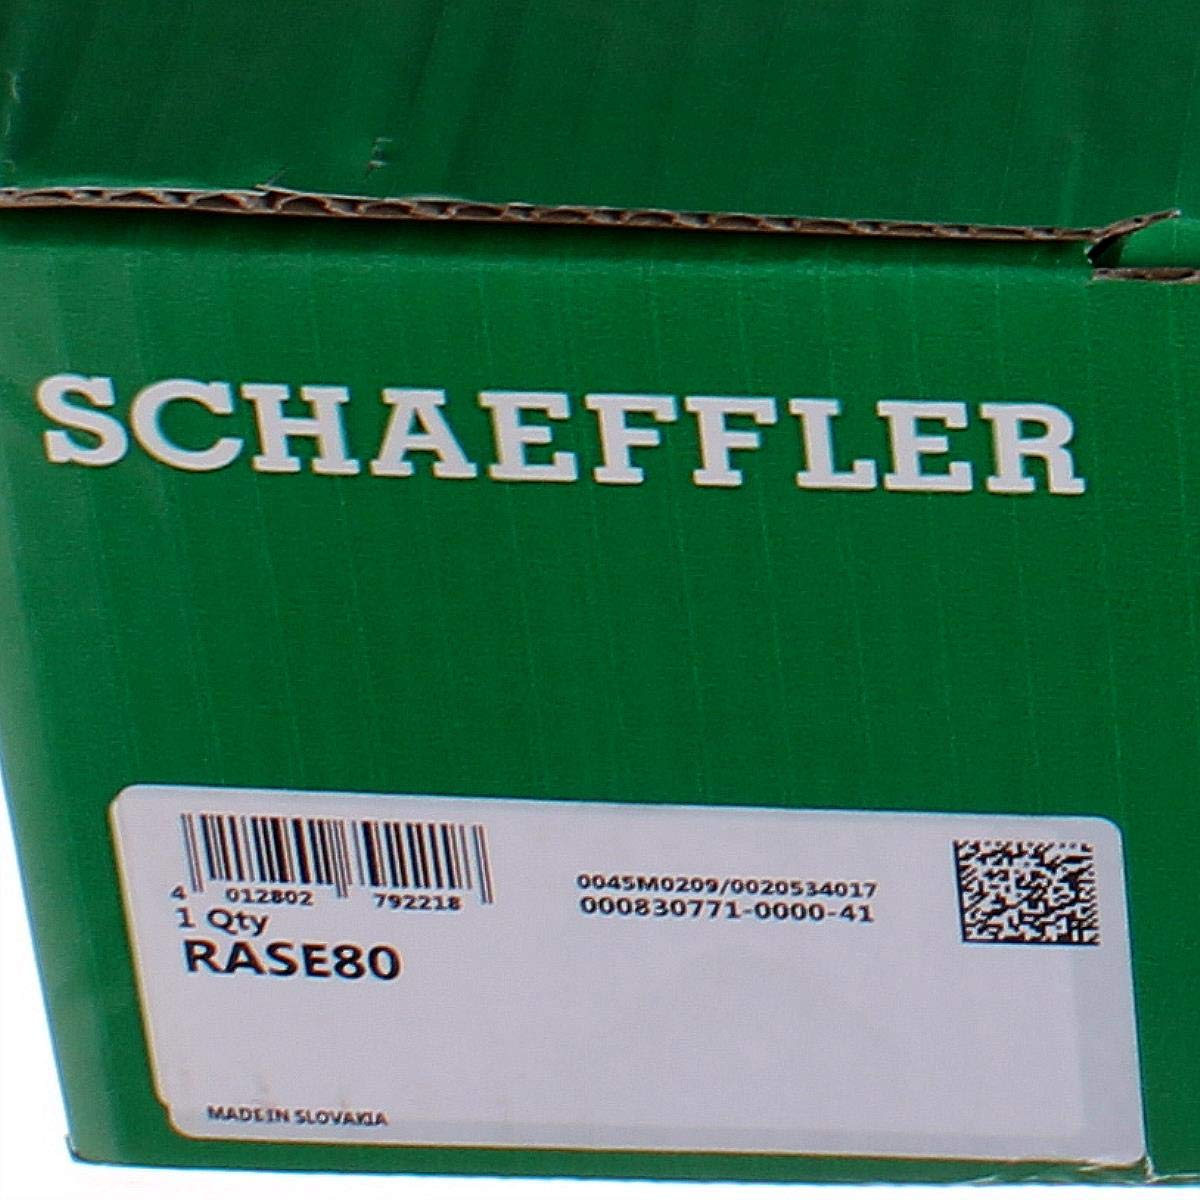 SCHAEFFLER
4 012802 792218
0045M0209/0020534017
000830771-0000-41
1 Qty
RASE80
MADE IN SLOVAKIA